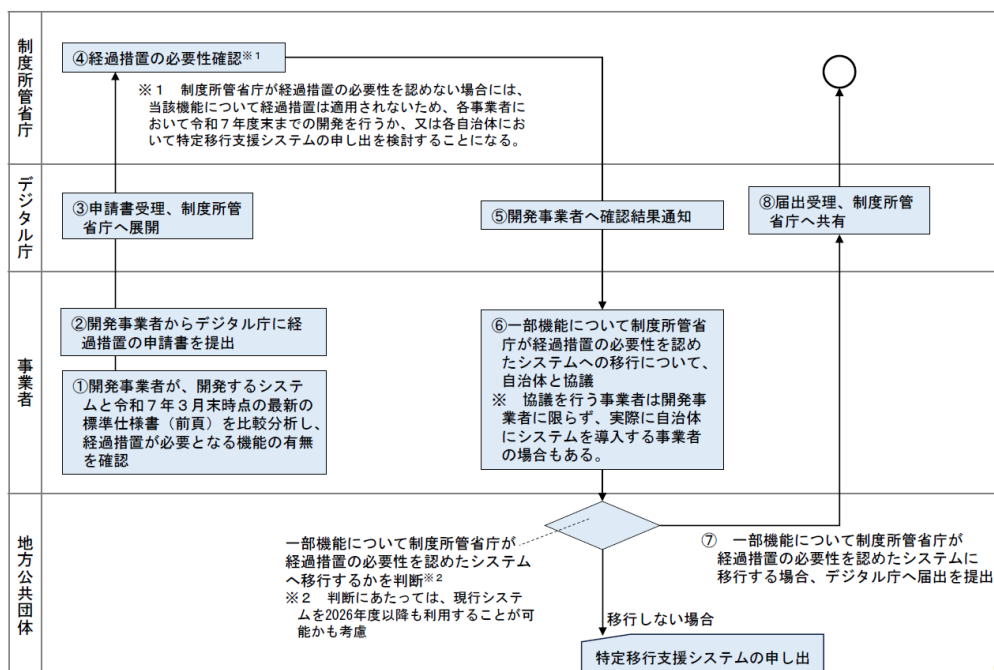 制度所管省庁
④経過措置の必要性確認※1
※1 制度所管省庁が経過措置の必要性を認めない場合には、
当該機能について経過措置は適用されないため、各事業者に
おいて令和7年度末までの開発を行うか、又は各自治体にお
いて特定移行支援システムの申し出を検討することになる。
デジタル庁
③申請書受理、制度所管
省庁へ展開
⑤開発事業者へ確認結果通知
⑧届出受理、制度所管
省庁へ共有
事業者
②開発事業者からデジタル庁に経
過措置の申請書を提出
①開発事業者が、開発するシステ
ムと令和7年3月末時点の最新の
標準仕様書（前頁）を比較分析し、
経過措置が必要となる機能の有無
を確認
⑥一部機能について制度所管省
庁が経過措置の必要性を認め
たシステムへの移行について、
自治体と協議
※ 協議を行う事業者は開発事
業者に限らず、実際に自治体
にシステムを導入する事業者
の場合もある。
地方公共団体
一部機能について制度所管省庁が
経過措置の必要性を認めたシステム
へ移行するかを判断※2
※2 判断にあたっては、現行システ
ムを2026年度以降も利用することが可
能かも考慮
⑦ 一部機能について制度所管省庁が
経過措置の必要性を認めたシステムに
移行する場合、デジタル庁へ届出を提出
移行しない場合
特定移行支援システムの申し出